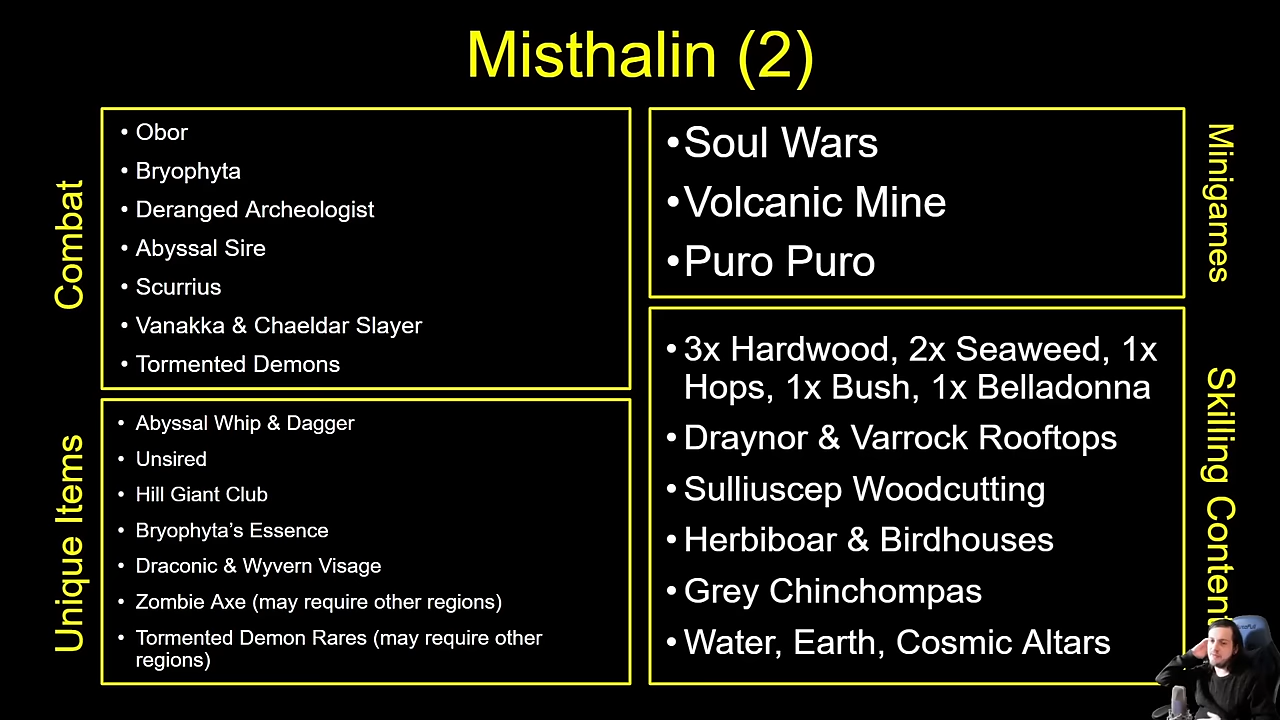 Misthalin (2)
Combat
• Obor
• Bryophyta
• Deranged Archeologist
• Abyssal Sire
• Scurrius
• Vanakka & Chaeldar Slayer
• Tormented Demons
Unique Items
• Abyssal Whip & Dagger
• Unsired
• Hill Giant Club
• Bryophyta's Essence
• Draconic & Wyvern Visage
• Zombie Axe (may require other regions)
• Tormented Demon Rares (may require other
regions)
Minigames
•Soul Wars
•Volcanic Mine
•Puro Puro
Skilling Content
• 3x Hardwood, 2x Seaweed, 1x
Hops, 1x Bush, 1x Belladonna
• Draynor & Varrock Rooftops
• Sulliuscep Woodcutting
• Herbiboar & Birdhouses
• Grey Chinchompas
• Water, Earth, Cosmic Altars